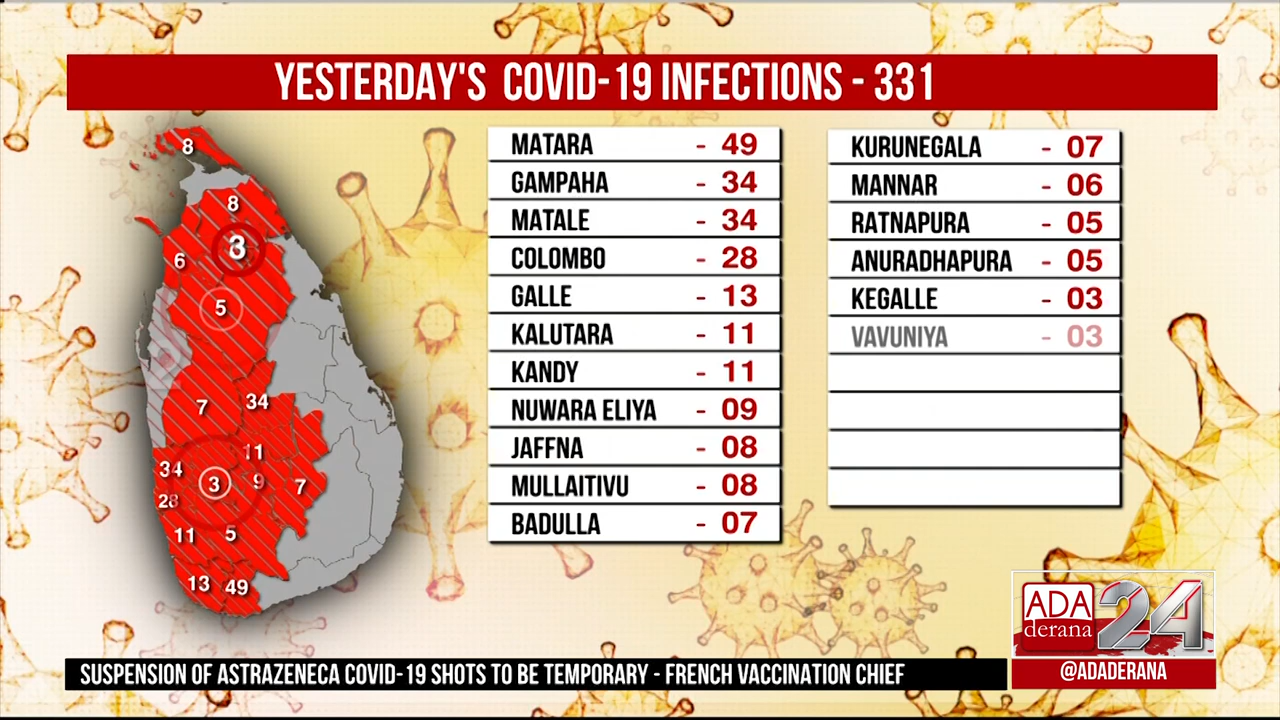 YESTERDAY'S COVID-19 INFECTIONS - 331
MATARA - 49
GAMPAHA - 34
MATALE - 34
COLOMBO - 28
GALLE - 13
KALUTARA - 11
KANDY - 11
NUWARA ELIYA - 09
JAFFNA - 08
MULLAITIVU - 08
BADULLA - 07
KURUNEGALA - 07
MANNAR - 06
RATNAPURA - 05
ANURADHAPURA - 05
KEGALLE - 03
VAVUNIYA - 03
8
8
3
6
5
7
34
11
34
3
9
7
28
11
5
13
49
ADA
derana
24
@ADADERANA
SUSPENSION OF ASTRAZENECA COVID-19 SHOTS TO BE TEMPORARY - FRENCH VACCINATION CHIEF